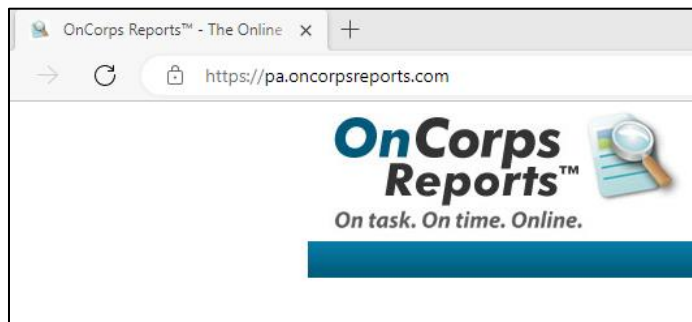 OnCorps Reports™ - The Online
https://pa.oncorpsreports.com
OnCorps
Reports™
On task. On time. Online.